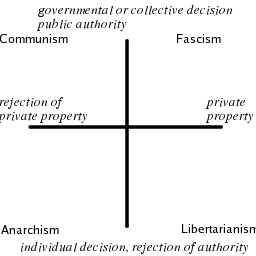 governmental or collective decision
public authority
Communism
Fascism
rejection of
private property
private
property
Anarchism
Libertarianism
individual decision, rejection of authority